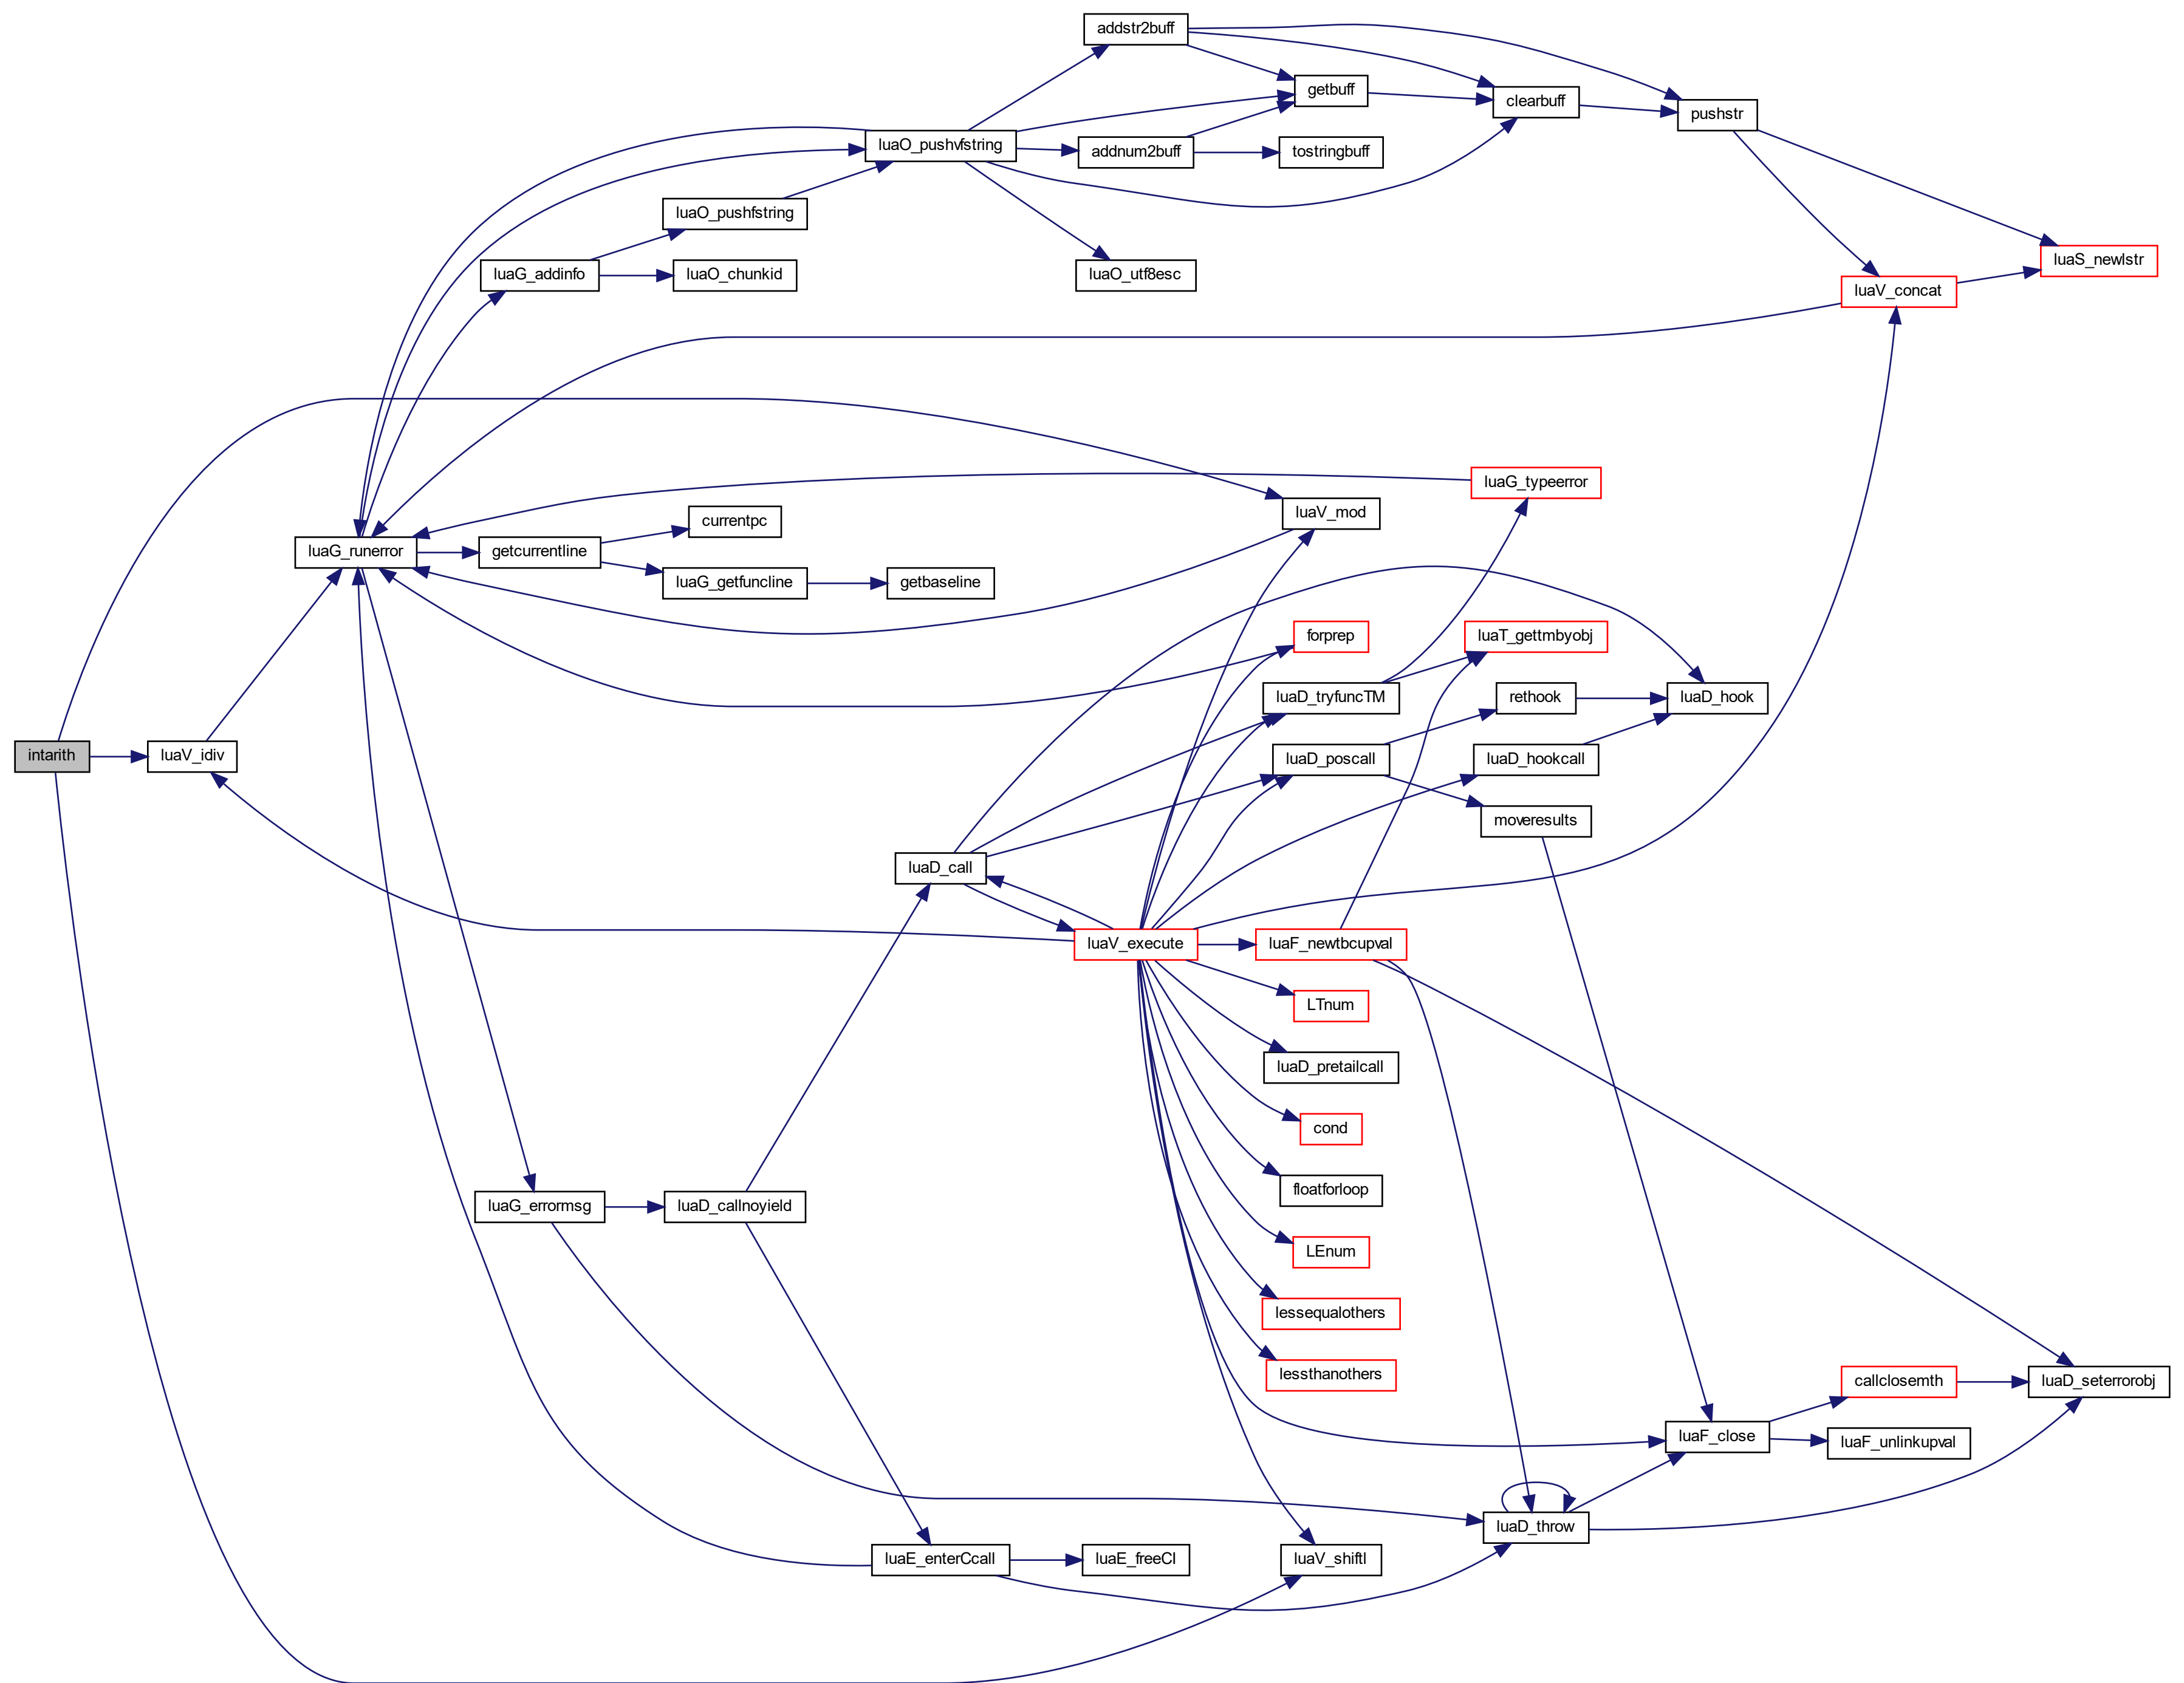 addstr2buff
getbuff
clearbuff
pushstr
luaO_pushvfstring
addnum2buff
tostringbuff
luaO_pushfstring
luaG_addinfo
luaO_chunkid
luaO_utf8esc
luaS_newlstr
luaV_concat
luaG_typeerror
luaV_mod
currentpc
luaG_runerror
getcurrentline
luaG_getfuncline
getbaseline
forprep
luaT_gettmbyobj
luaD_tryfuncTM
rethook
luaD_hook
intarith
luaV_idiv
luaD_poscall
luaD_hookcall
moveresults
luaD_call
luaV_execute
luaF_newtbcupval
LTnum
luaD_pretailcall
cond
floatforloop
luaG_errormsg
luaD_callnoyield
LEnum
lessequalothers
lessthanothers
callclosemth
luaD_seterrorobj
luaF_close
luaF_unlinkupval
luaD_throw
luaE_enterCcall
luaE_freeCI
luaV_shiftl